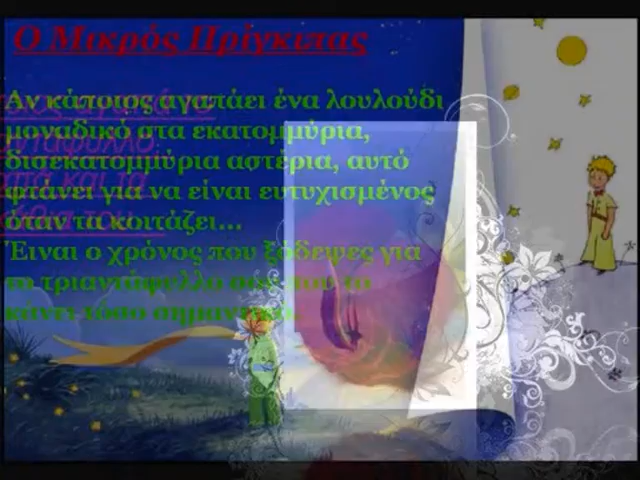 Ο Μικρός Πρίγκιπας
Αν κάποιος αγαπάει ένα λουλούδι
μοναδικό στα εκατομμύρια,
δισεκατομμύρια αστέρια, αυτό
φτάνει για να είναι ευτυχισμένος
όταν τα κοιτάζει...
Έιναι ο χρόνος που ξόδεψες για
το τριαντάφυλλο σου που το
κάνει τόσο σημαντικό.